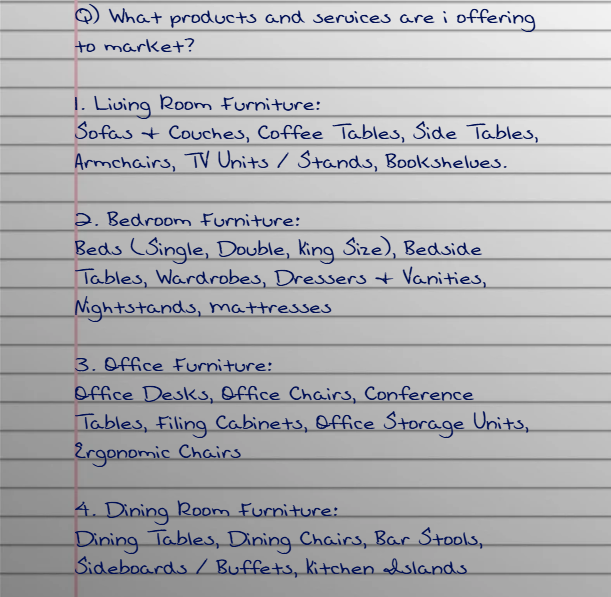 Q) What products and services are i offering
to market?
1. Living Room Furniture:
Sofas + Couches, Coffee Tables, Side Tables,
Armchairs, TV Units / Stands, Bookshelves.
2. Bedroom Furniture:
Beds (Single, Double, King Size), Bedside
Tables, Wardrobes, Dressers + Vanities,
Nightstands, mattresses
3. Office Furniture:
Office Desks, Office Chairs, Conference
Tables, Filing Cabinets, Office Storage Units,
Ergonomic Chairs
4. Dining Room Furniture:
Dining Tables, Dining Chairs, Bar Stools,
Sideboards / Buffets, Kitchen Islands